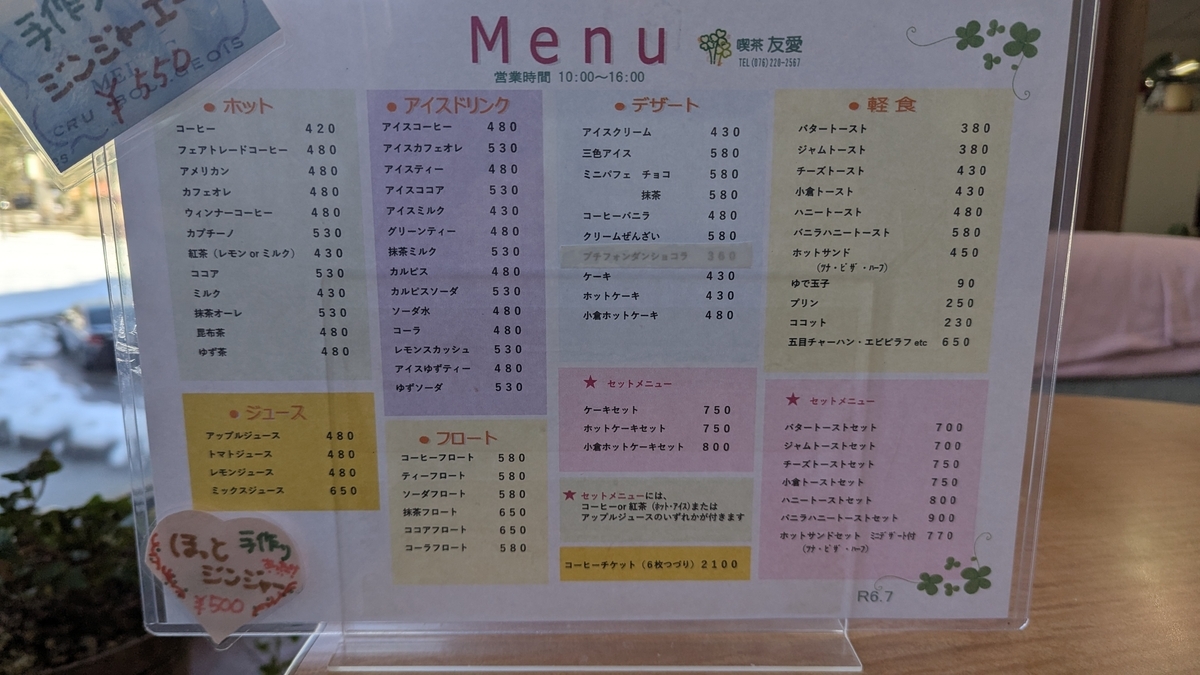 手作り
ジンジャーエー
¥550
CRU BOURGEOIS
Menu
喫茶 友愛
TEL(076)228-2567
営業時間 10:00～16:00
● ホット
コーヒー 420
フェアトレードコーヒー 480
アメリカン 480
カフェオレ 480
ウィンナーコーヒー 480
カプチーノ 530
紅茶（レモン or ミルク） 430
ココア 530
ミルク 430
抹茶オーレ 530
昆布茶 480
ゆず茶 480
● ジュース
アップルジュース 480
トマトジュース 480
レモンジュース 480
ミックスジュース 650
ほっと 手作り
ジンジャー
¥500
● アイスドリンク
アイスコーヒー 480
アイスカフェオレ 530
アイスティー 480
アイスココア 530
アイスミルク 430
グリーンティー 480
抹茶ミルク 530
カルピス 480
カルピスソーダ 530
ソーダ水 480
コーラ 480
レモンスカッシュ 530
アイスゆずティー 480
ゆずソーダ 530
● フロート
コーヒーフロート 580
ティーフロート 580
ソーダフロート 580
抹茶フロート 650
ココアフロート 650
コーラフロート 580
● デザート
アイスクリーム 430
三色アイス 580
ミニパフェ チョコ 580
抹茶 580
コーヒーバニラ 480
クリームぜんざい 580
プチフォンダンショコラ 380
ケーキ 430
ホットケーキ 430
小倉ホットケーキ 480
★ セットメニュー
ケーキセット 750
ホットケーキセット 750
小倉ホットケーキセット 800
★ セットメニューには、
コーヒーor 紅茶（ホット・アイス）または
アップルジュースのいずれかが付きます
コーヒーチケット（6枚つづり）2100
● 軽食
バタートースト 380
ジャムトースト 380
チーズトースト 430
小倉トースト 430
ハニートースト 480
バニラハニートースト 580
ホットサンド 450
（ツナ・ピザ・ハーフ）
ゆで玉子 90
プリン 250
ココット 230
五目チャーハン・エビピラフ etc 650
★ セットメニュー
バタートーストセット 700
ジャムトーストセット 700
チーズトーストセット 750
小倉トーストセット 750
ハニートーストセット 800
バニラハニートーストセット 900
ホットサンドセット ミニデザート付 770
（ツナ・ピザ・ハーフ）
R6.7